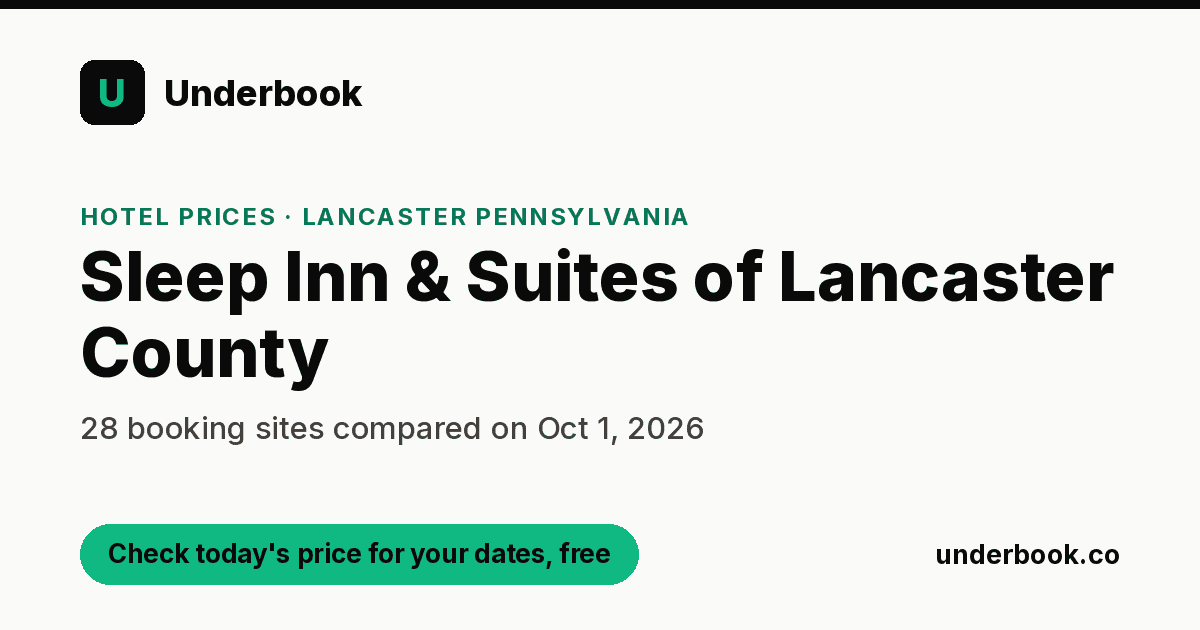 U Underbook
HOTEL PRICES · LANCASTER PENNSYLVANIA
Sleep Inn & Suites of Lancaster
County
28 booking sites compared on Oct 1, 2026
Check today's price for your dates, free
underbook.co